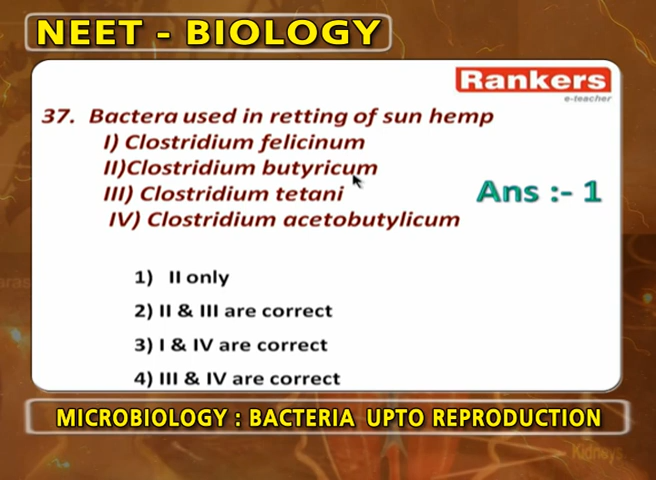 NEET - BIOLOGY
Rankers
e-teacher
37. Bactera used in retting of sun hemp
I) Clostridium felicinum
II)Clostridium butyricum
III) Clostridium tetani
IV) Clostridium acetobutylicum
Ans :- 1
1) II only
2) II & III are correct
3) I & IV are correct
4) III & IV are correct
MICROBIOLOGY : BACTERIA UPTO REPRODUCTION
Kidneys